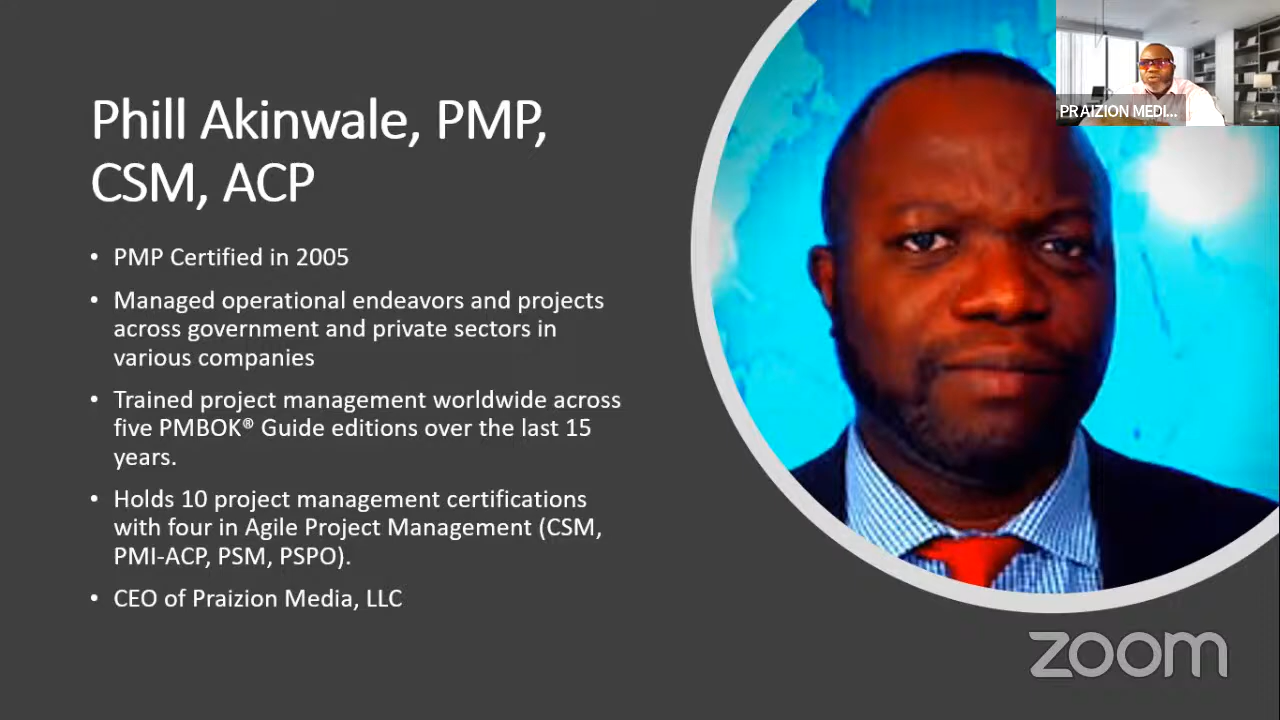 Phill Akinwale, PMP,
CSM, ACP
• PMP Certified in 2005
• Managed operational endeavors and projects
across government and private sectors in
various companies
• Trained project management worldwide across
five PMBOK® Guide editions over the last 15
years.
• Holds 10 project management certifications
with four in Agile Project Management (CSM,
PMI-ACP, PSM, PSPO).
• CEO of Praizion Media, LLC
PRAIZION MEDI...
zoom